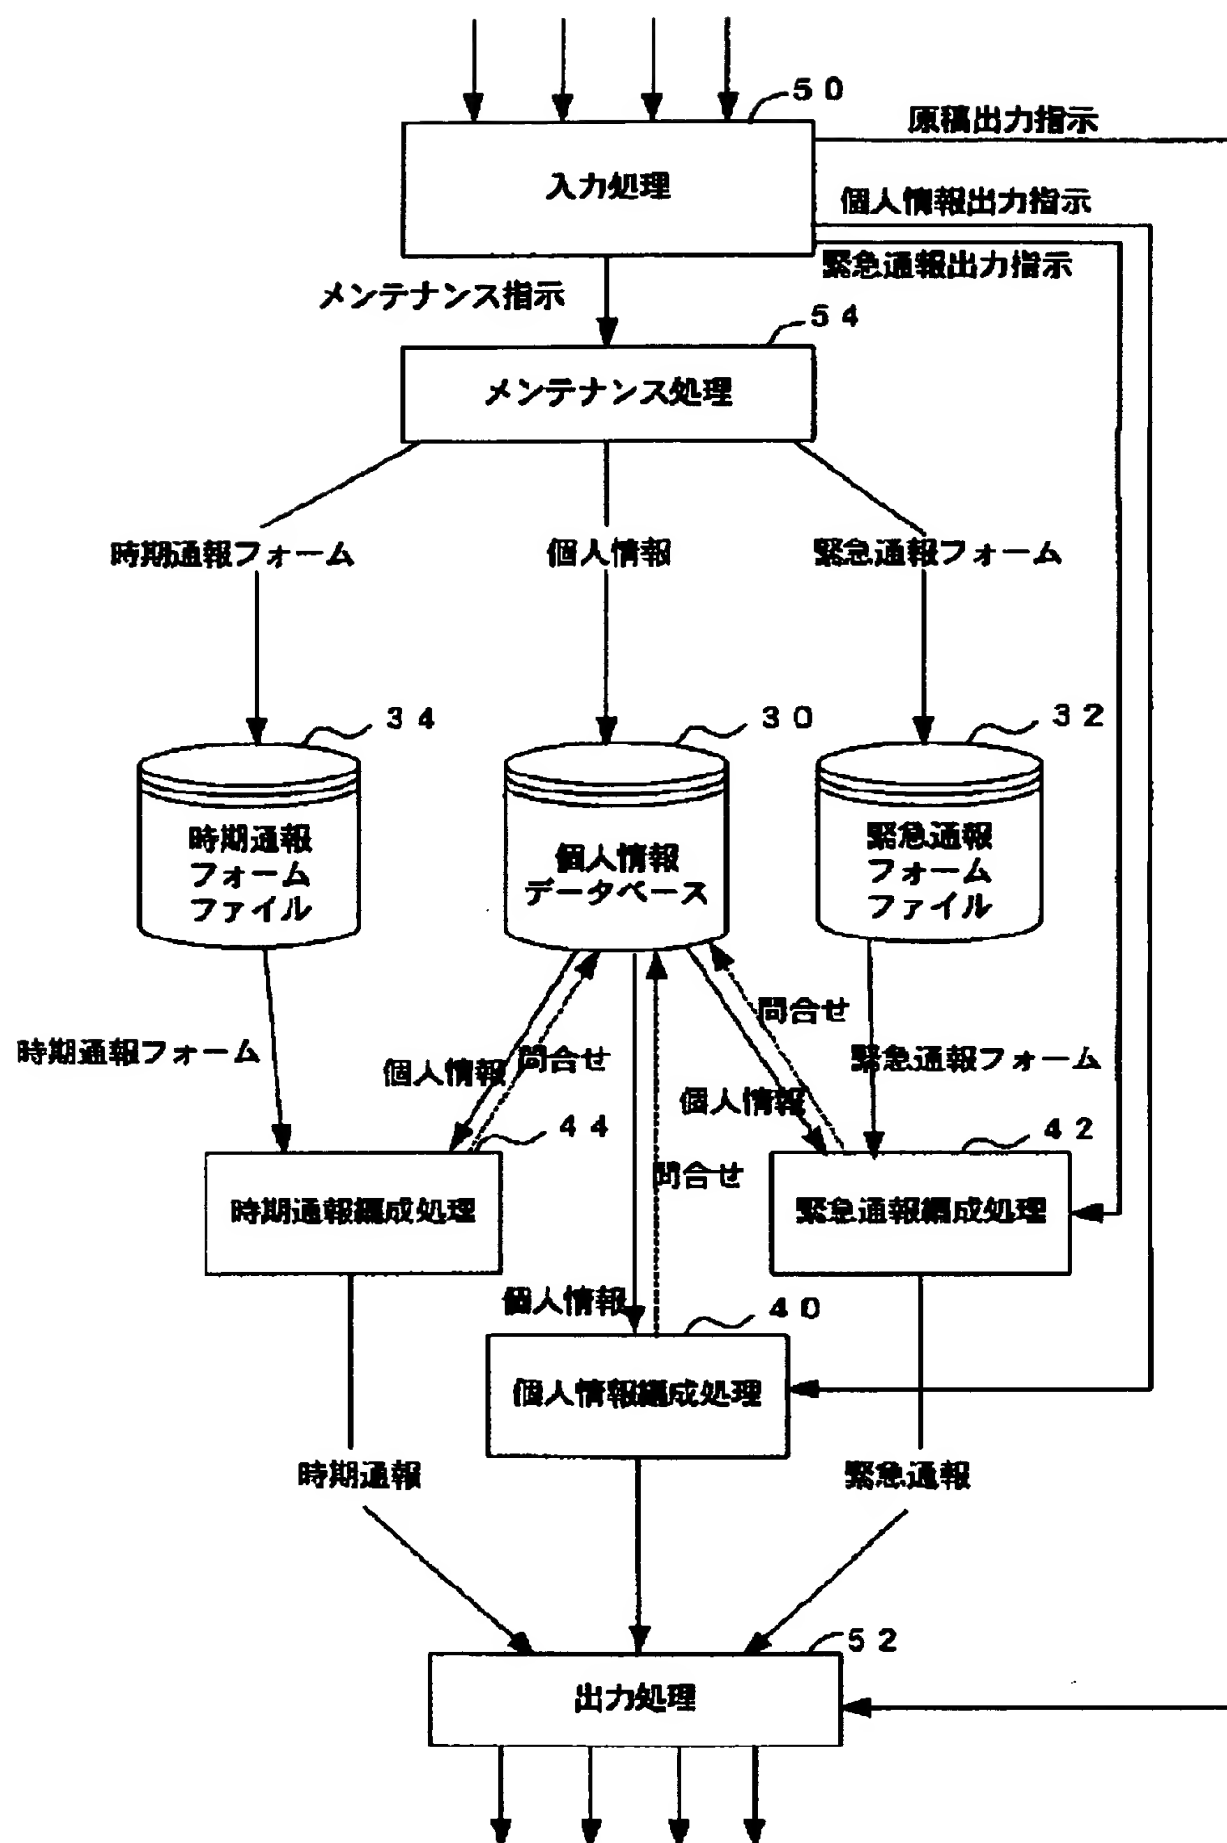 50
原稿出力指示
入力処理
個人情報出力指示
緊急通報出力指示
メンテナンス指示
54
メンテナンス処理
時期通報フォーム
個人情報
緊急通報フォーム
34
30
32
時期通報
フォーム
ファイル
個人情報
データベース
緊急通報
フォーム
ファイル
問合せ
時期通報フォーム
個人情報
問合せ
緊急通報フォーム
個人情報
44
42
問合せ
時期通報編成処理
緊急通報編成処理
個人情報
40
個人情報編成処理
時期通報
緊急通報
52
出力処理